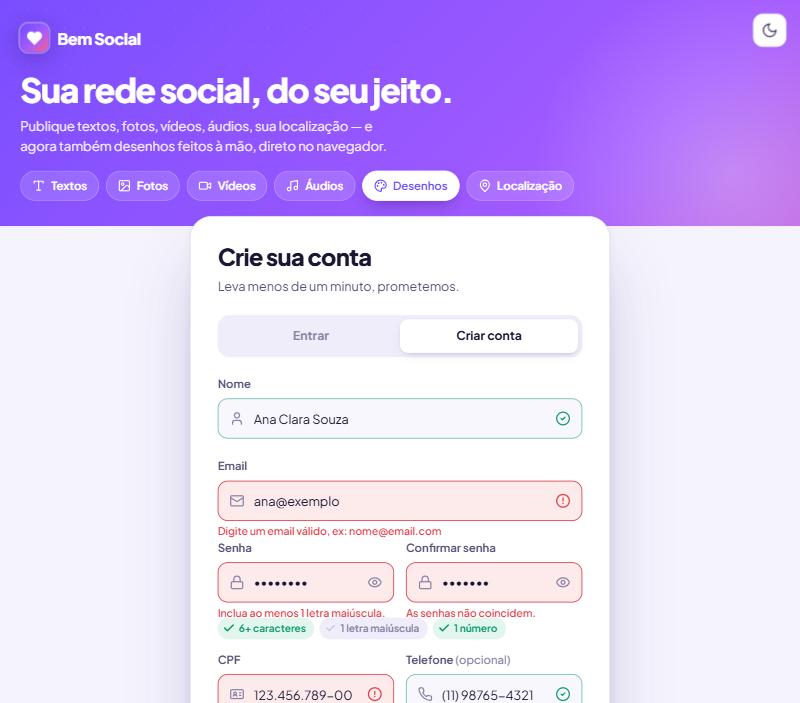 Bem Social
Sua rede social, do seu jeito.
Publique textos, fotos, vídeos, áudios, sua localização — e
agora também desenhos feitos à mão, direto no navegador.
Textos
Fotos
Vídeos
Áudios
Desenhos
Localização
Crie sua conta
Leva menos de um minuto, prometemos.
Entrar
Criar conta
Nome
Ana Clara Souza
Email
ana@exemplo
Digite um email válido, ex: nome@email.com
Senha
Confirmar senha
••••••••
•••••••
Inclua ao menos 1 letra maiúscula.
As senhas não coincidem.
6+ caracteres
1 letra maiúscula
1 número
CPF
Telefone (opcional)
123.456.789-00
(11) 98765-4321